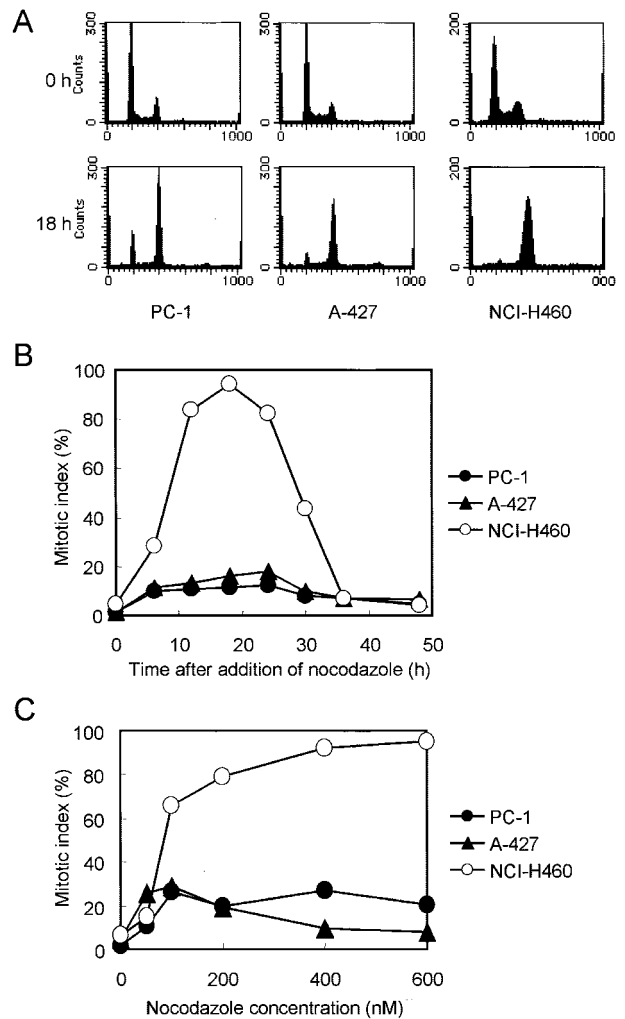 A
300
0
0 h
Counts
0 1000
300
0
0 1000
200
0
0 1000
300
0
18 h
Counts
0 1000
300
0
0 1000
200
0
0 000
PC-1 A-427 NCI-H460
B
Mitotic index (%)
100
80
60
40
20
0
0 10 20 30 40 50
Time after addition of nocodazole (h)
PC-1
A-427
NCI-H460
C
Mitotic index (%)
100
80
60
40
20
0
0 200 400 600
Nocodazole concentration (nM)
PC-1
A-427
NCI-H460